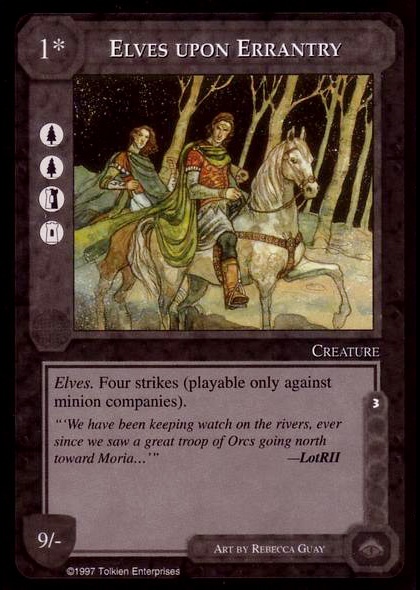 1*
ELVES UPON ERRANTRY
CREATURE
Elves. Four strikes (playable only against
minion companies).
3
“‘We have been keeping watch on the rivers, ever
since we saw a great troop of Orcs going north
toward Moria…’”
—LotRII
9/-
ART BY REBECCA GUAY
©1997 Tolkien Enterprises